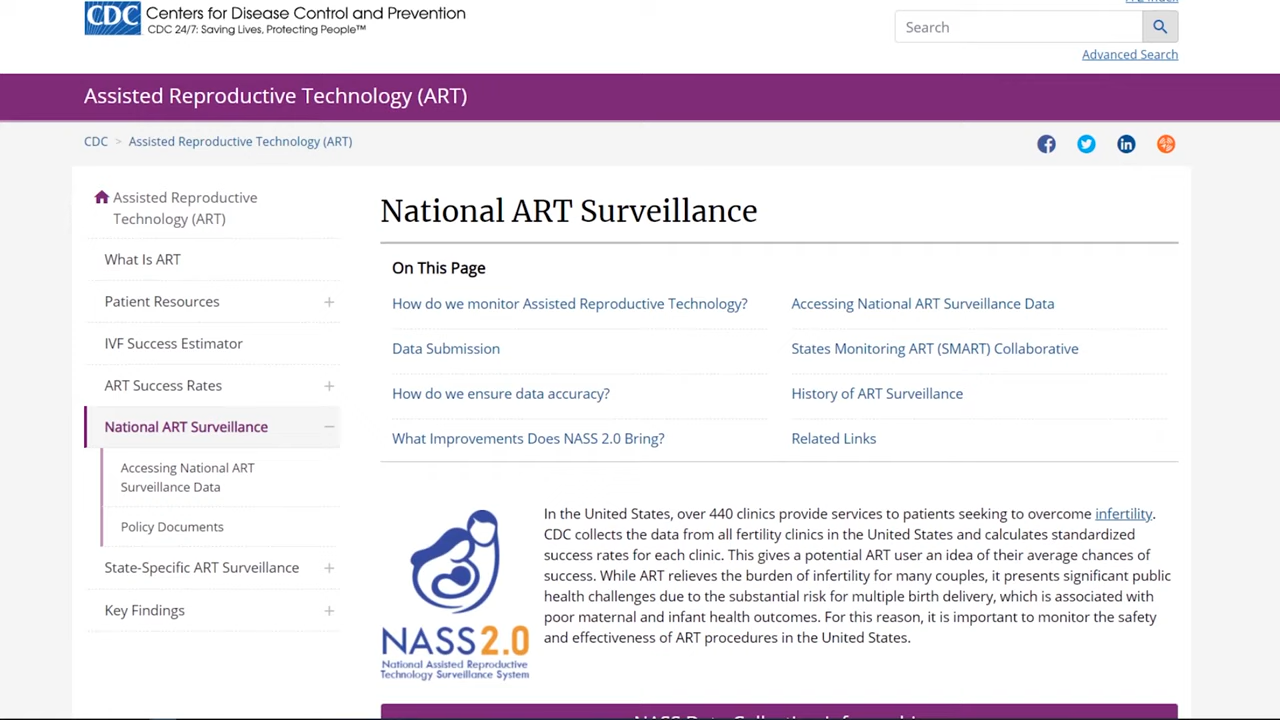 CDC Centers for Disease Control and Prevention
CDC 24/7: Saving Lives, Protecting People™
Search
Advanced Search
Assisted Reproductive Technology (ART)
CDC > Assisted Reproductive Technology (ART)
Assisted Reproductive
Technology (ART)
What Is ART
Patient Resources +
IVF Success Estimator
ART Success Rates +
National ART Surveillance −
Accessing National ART
Surveillance Data
Policy Documents
State-Specific ART Surveillance +
Key Findings +
National ART Surveillance
On This Page
How do we monitor Assisted Reproductive Technology?
Data Submission
How do we ensure data accuracy?
What Improvements Does NASS 2.0 Bring?
Accessing National ART Surveillance Data
States Monitoring ART (SMART) Collaborative
History of ART Surveillance
Related Links
NASS2.0
National Assisted Reproductive
Technology Surveillance System
In the United States, over 440 clinics provide services to patients seeking to overcome infertility.
CDC collects the data from all fertility clinics in the United States and calculates standardized
success rates for each clinic. This gives a potential ART user an idea of their average chances of
success. While ART relieves the burden of infertility for many couples, it presents significant public
health challenges due to the substantial risk for multiple birth delivery, which is associated with
poor maternal and infant health outcomes. For this reason, it is important to monitor the safety
and effectiveness of ART procedures in the United States.